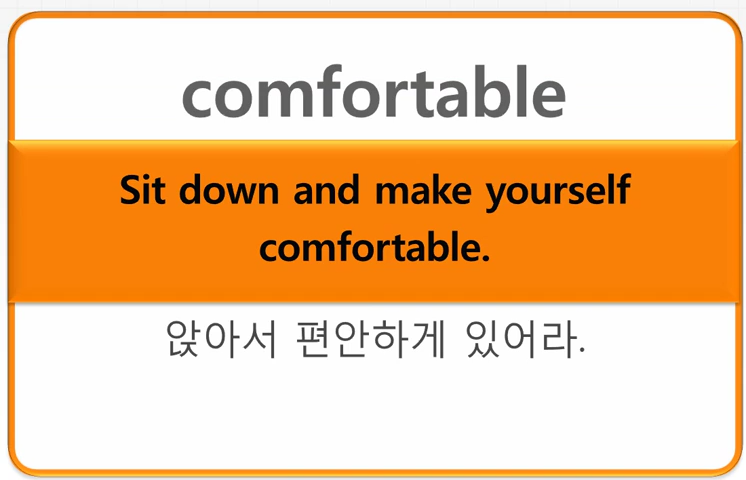 comfortable
Sit down and make yourself
comfortable.
앉아서 편안하게 있어라.